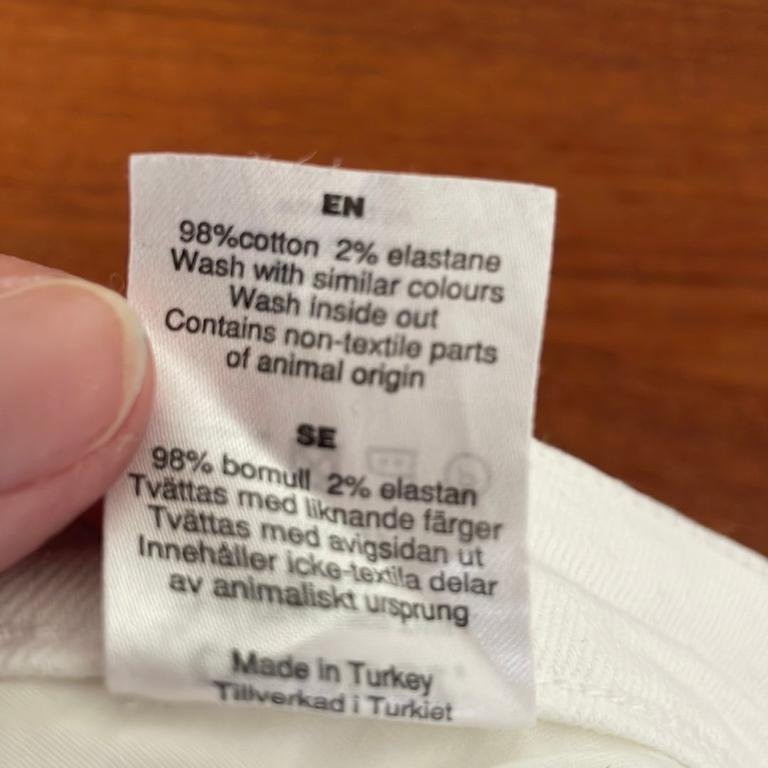 EN
98%cotton 2% elastane
Wash with similar colours
Wash inside out
Contains non-textile parts
of animal origin
SE
98% bomull 2% elastan
Tvättas med liknande färger
Tvättas med avigsidan ut
Innehåller icke-textila delar
av animaliskt ursprung
Made in Turkey
Tillverkad i Turkiet